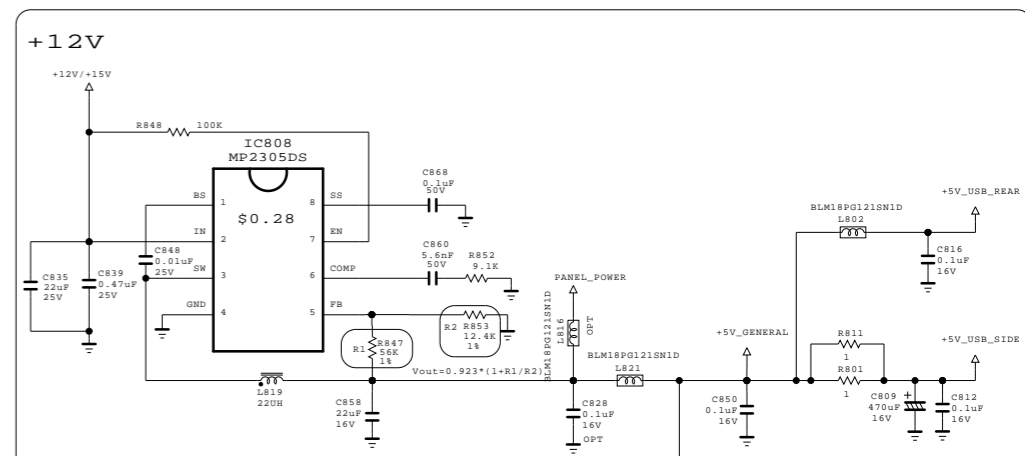 +12V
+12V/+15V
R848 100K
IC808
MP2305DS
$0.28
BS 1
IN 2
SW 3
GND 4
8 SS
7 EN
6 COMP
5 FB
C835
22uF
25V
C839
0.47uF
25V
C848
0.01uF
25V
C868
0.1uF
50V
C860
5.6nF
50V
R852
9.1K
R2 R853
12.4K
1%
R1 R847
56K
1%
Vout=0.923*(1+R1/R2)
L819
22UH
C858
22uF
16V
PANEL_POWER
BLM18PG121SN1D
L816
OPT
BLM18PG121SN1D
L821
C828
0.1uF
16V
OPT
+5V_GENERAL
C850
0.1uF
16V
BLM18PG121SN1D
L802
+5V_USB_REAR
C816
0.1uF
16V
R811
1
R801
1
+5V_USB_SIDE
C809
470uF
16V
+
C812
0.1uF
16V